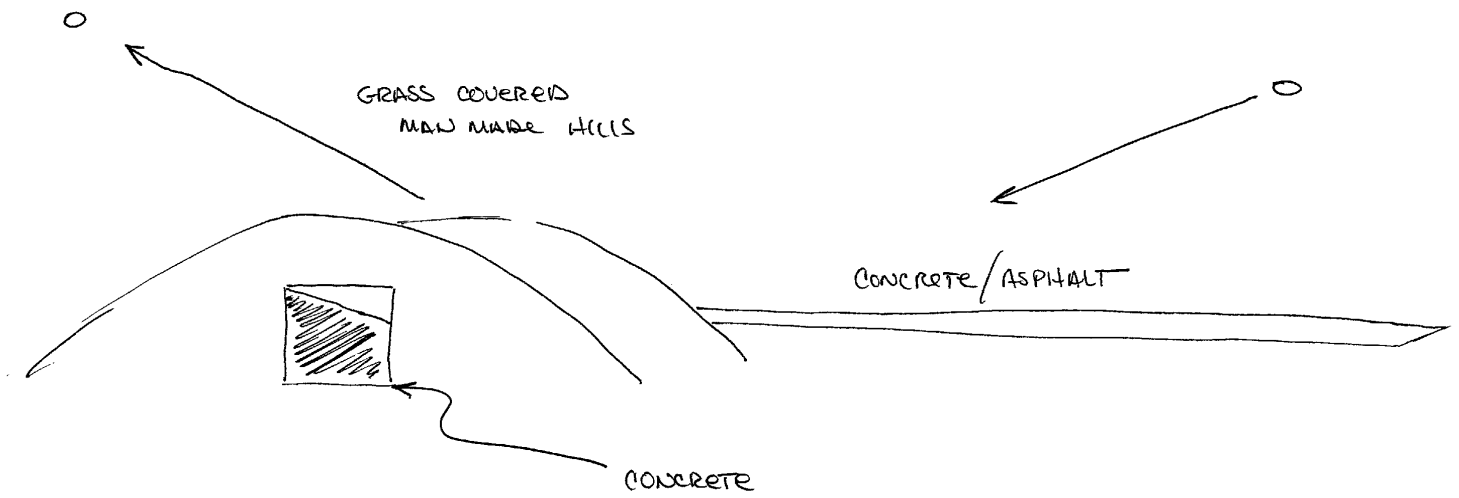 GRASS COVERED
MAN MADE HILLS
CONCRETE/ASPHALT
CONCRETE